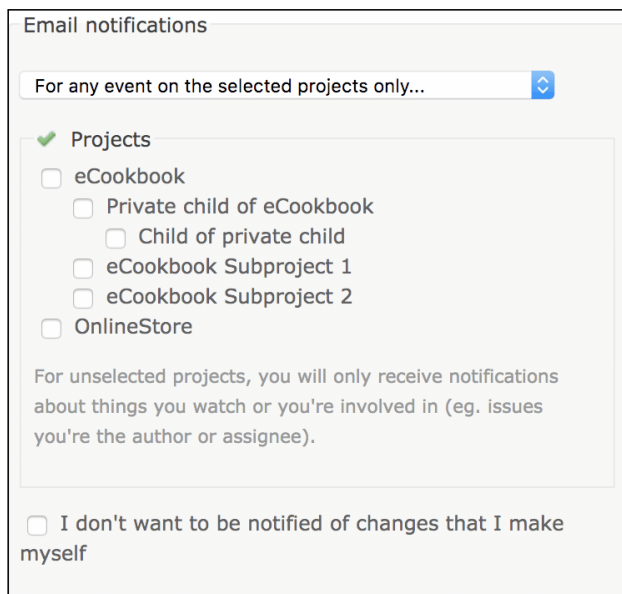 Email notifications
For any event on the selected projects only...
Projects
eCookbook
Private child of eCookbook
Child of private child
eCookbook Subproject 1
eCookbook Subproject 2
OnlineStore
For unselected projects, you will only receive notifications
about things you watch or you're involved in (eg. issues
you're the author or assignee).
I don't want to be notified of changes that I make
myself